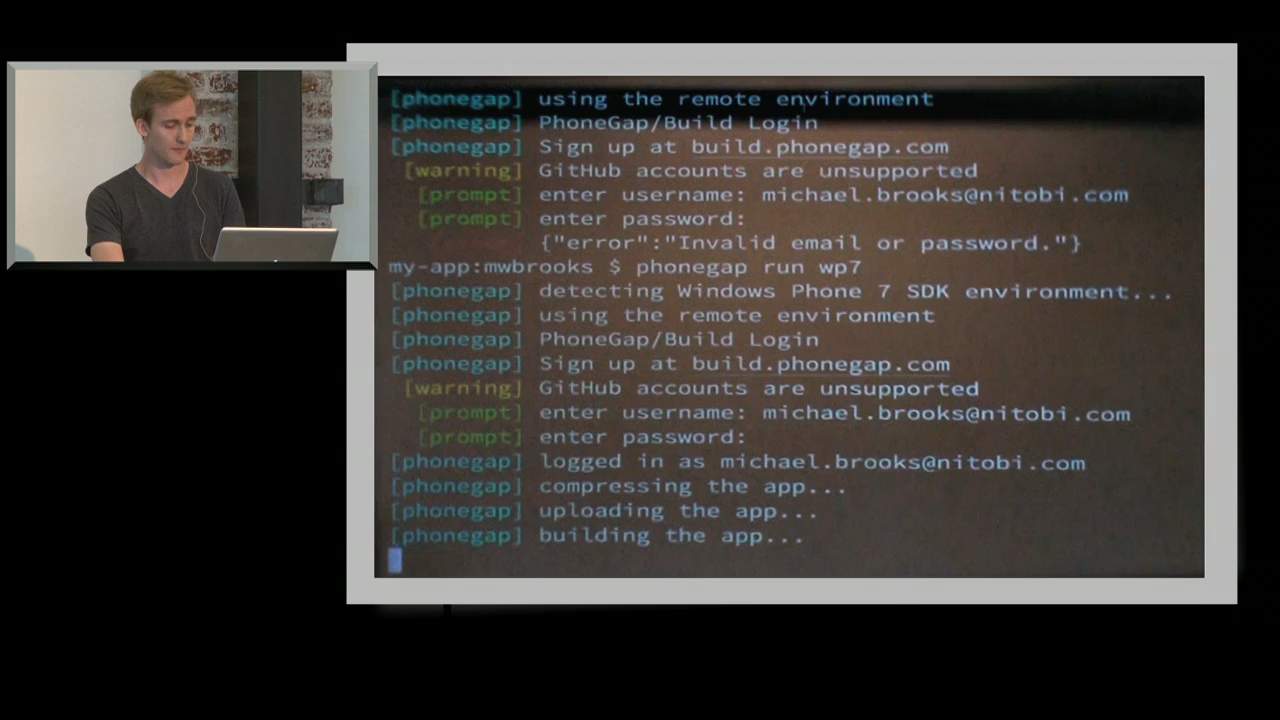 [phonegap] using the remote environment
[phonegap] PhoneGap/Build Login
[phonegap] Sign up at build.phonegap.com
[warning] GitHub accounts are unsupported
[prompt] enter username: michael.brooks@nitobi.com
[prompt] enter password:
{"error":"Invalid email or password."}
my-app:mwbrooks $ phonegap run wp7
[phonegap] detecting Windows Phone 7 SDK environment...
[phonegap] using the remote environment
[phonegap] PhoneGap/Build Login
[phonegap] Sign up at build.phonegap.com
[warning] GitHub accounts are unsupported
[prompt] enter username: michael.brooks@nitobi.com
[prompt] enter password:
[phonegap] logged in as michael.brooks@nitobi.com
[phonegap] compressing the app...
[phonegap] uploading the app...
[phonegap] building the app...